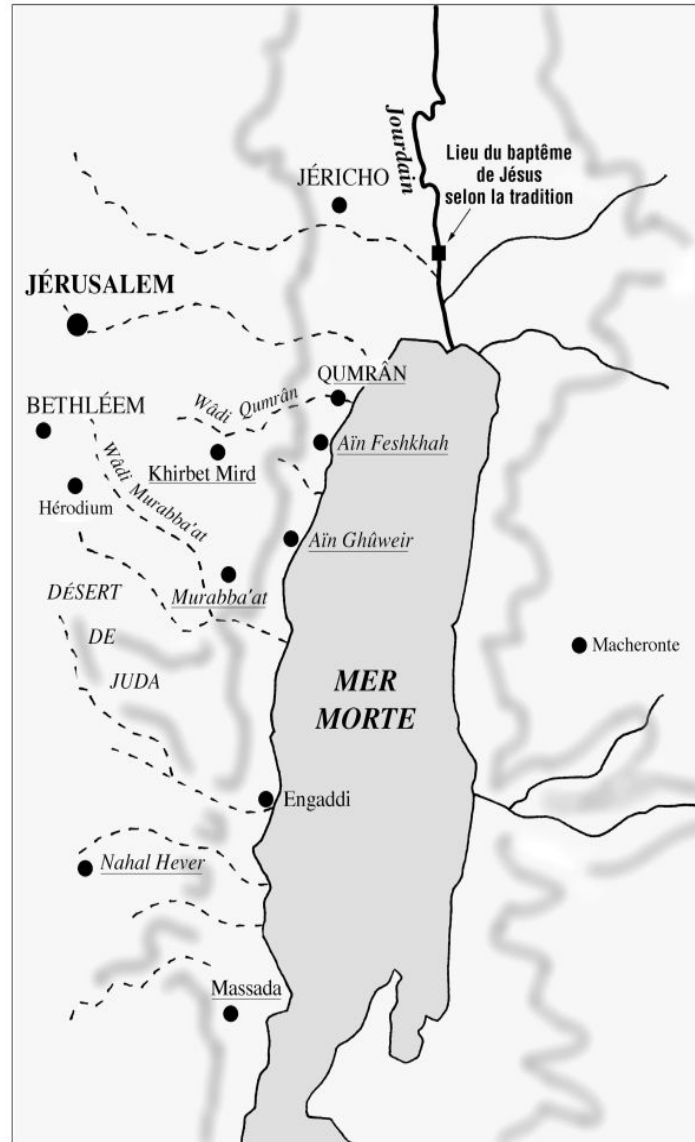 Jourdain
Lieu du baptême
de Jésus
selon la tradition
JÉRICHO
JÉRUSALEM
QUMRÂN
Wâdi Qumrân
BETHLÉEM
Aïn Feshkhah
Khirbet Mird
Hérodium
Wâdi Murabba'at
Aïn Ghûweir
Murabba'at
DÉSERT
DE
JUDA
Macheronte
MER
MORTE
Engaddi
Nahal Hever
Massada